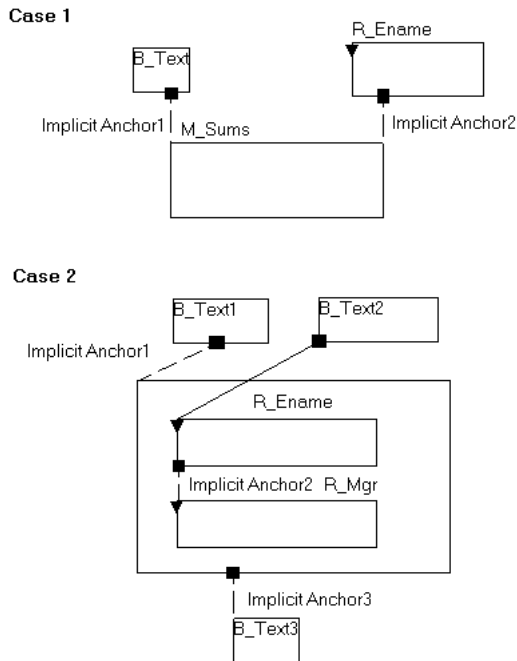 Case 1
R_Ename
B_Text
Implicit Anchor1
M_Sums
Implicit Anchor2
Case 2
B_Text1
B_Text2
Implicit Anchor1
R_Ename
Implicit Anchor2 R_Mgr
Implicit Anchor3
B_Text3